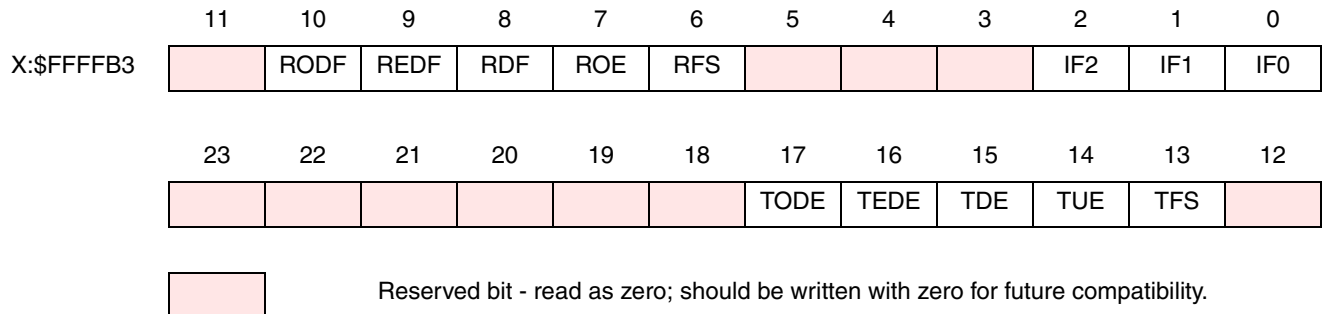 11 10 9 8 7 6 5 4 3 2 1 0
X:$FFFFB3 RODF REDF RDF ROE RFS IF2 IF1 IF0
23 22 21 20 19 18 17 16 15 14 13 12
TODE TEDE TDE TUE TFS
Reserved bit - read as zero; should be written with zero for future compatibility.